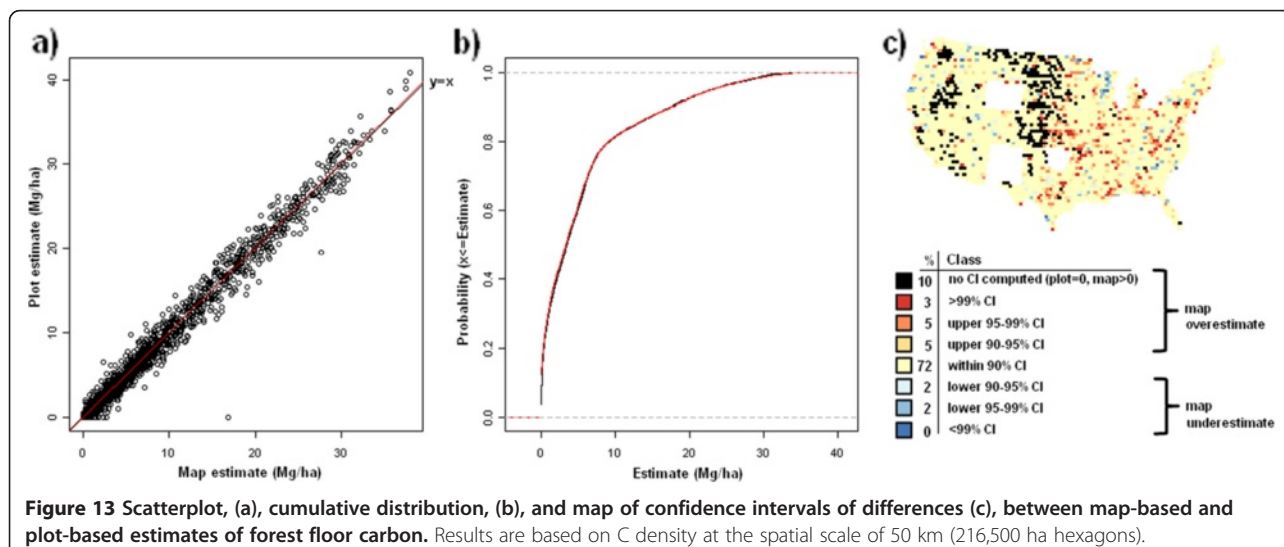 a)
y=x
40
30
20
10
0
Plot estimate (Mg/ha)
0 10 20 30
Map estimate (Mg/ha)
b)
1.0
0.8
0.6
0.4
0.2
0.0
Probability (x<=Estimate)
0 10 20 30 40
Estimate (Mg/ha)
c)
% Class
10 no CI computed (plot=0, map>0)
3 >99% CI
5 upper 95-99% CI
5 upper 90-95% CI
72 within 90% CI
2 lower 90-95% CI
2 lower 95-99% CI
0 <99% CI
map
overestimate
map
underestimate
Figure 13 Scatterplot, (a), cumulative distribution, (b), and map of confidence intervals of differences (c), between map-based and
plot-based estimates of forest floor carbon. Results are based on C density at the spatial scale of 50 km (216,500 ha hexagons).